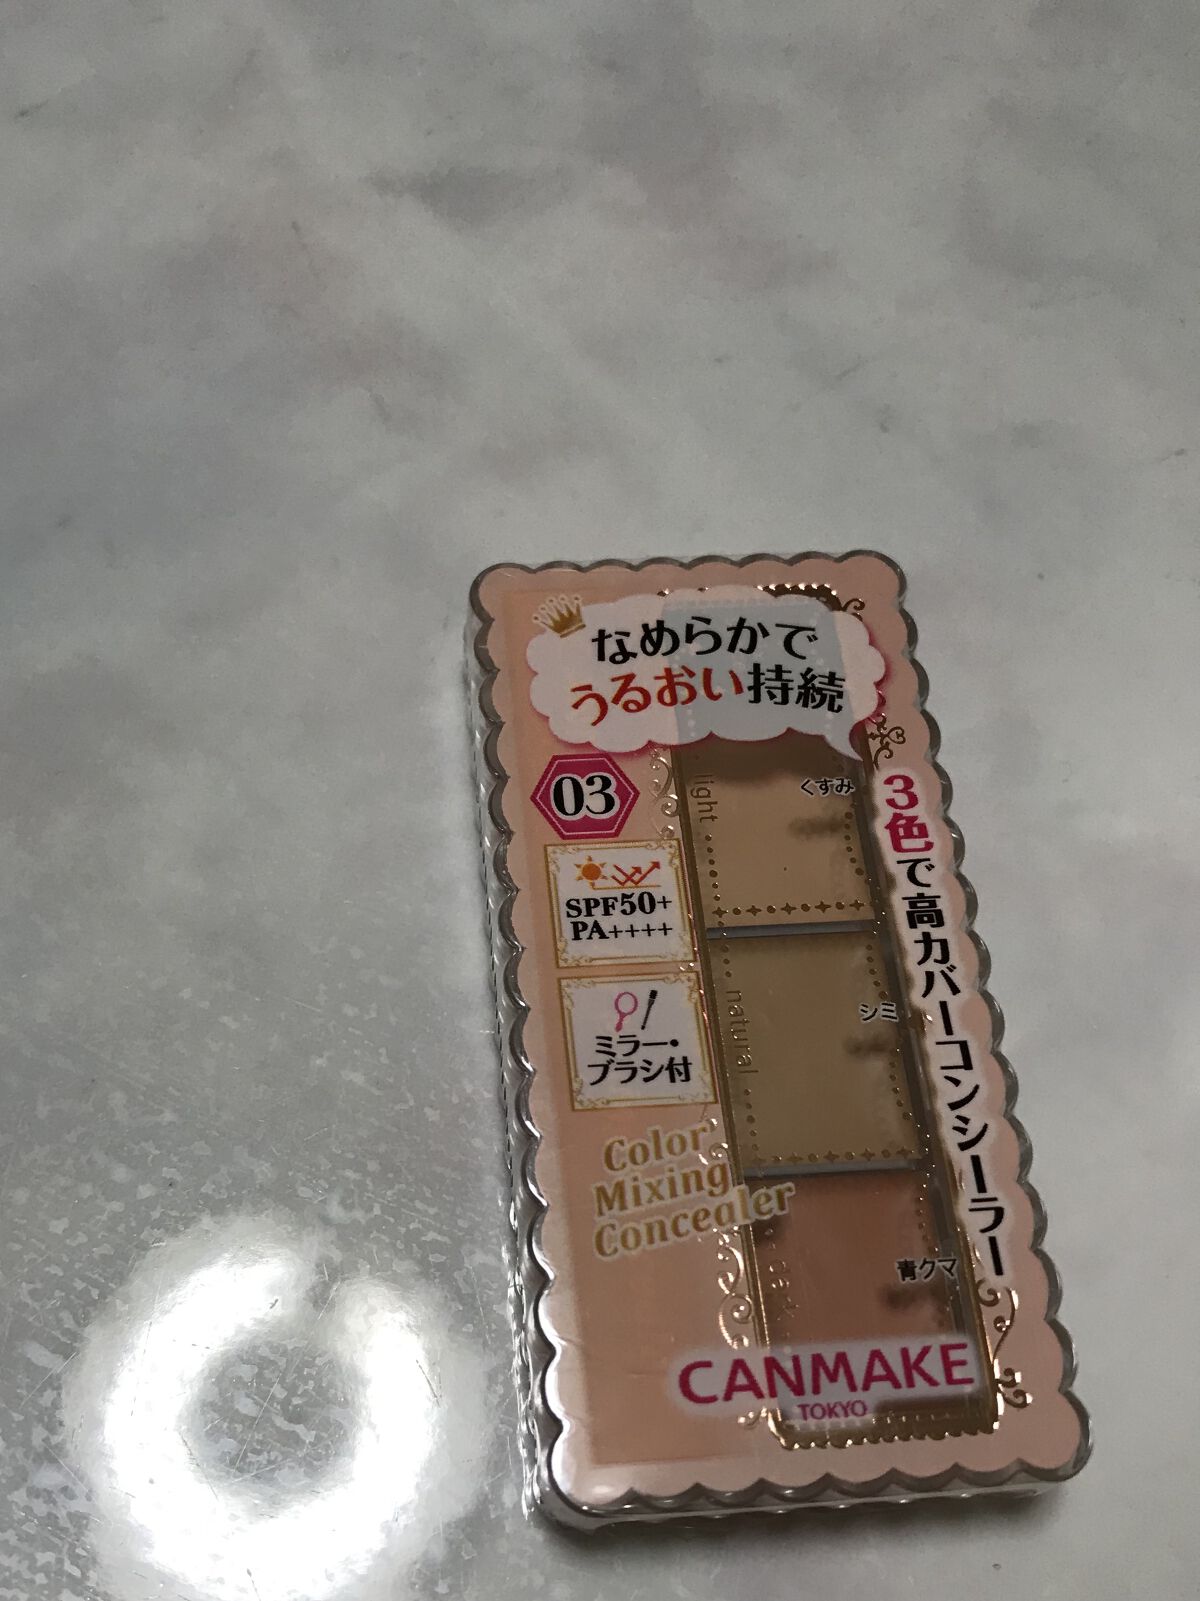 なめらかで
うるおい持続
03
SPF50+
PA++++
ミラー・
ブラシ付
light
くすみ
natural
シミ
dark
青クマ
3色で高カバーコンシーラー
Color
Mixing
Concealer
CANMAKE
TOKYO